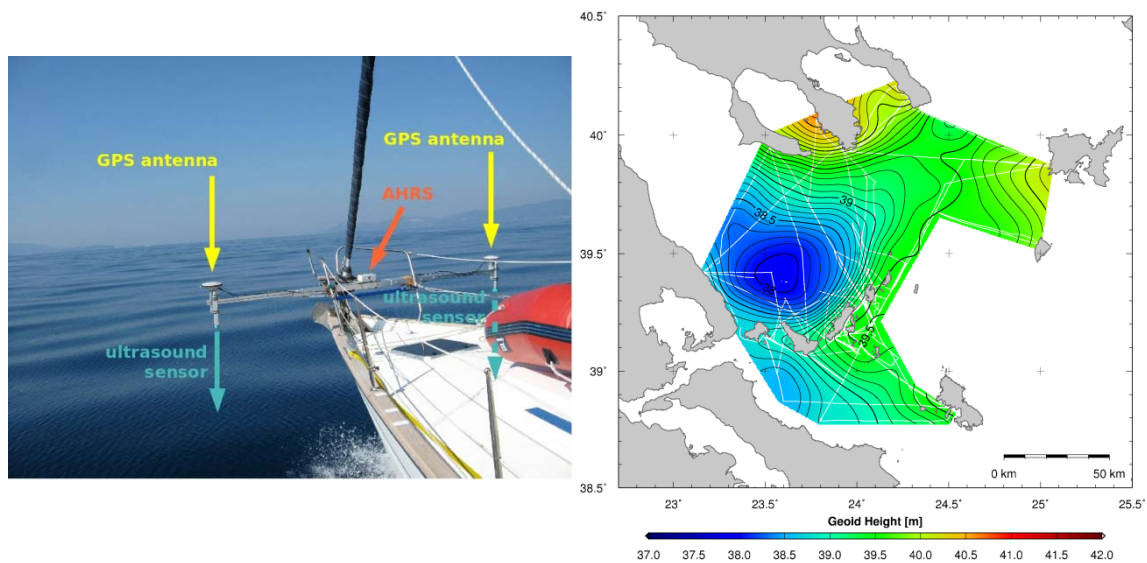 GPS antenna
GPS antenna
AHRS
ultrasound
sensor
ultrasound
sensor
40.5°
40°
39.5°
39°
38.5°
38.5
39
38
39.5
0 km 50 km
23° 23.5° 24° 24.5° 25° 25.5°
Geoid Height [m]
37.0 37.5 38.0 38.5 39.0 39.5 40.0 40.5 41.0 41.5 42.0